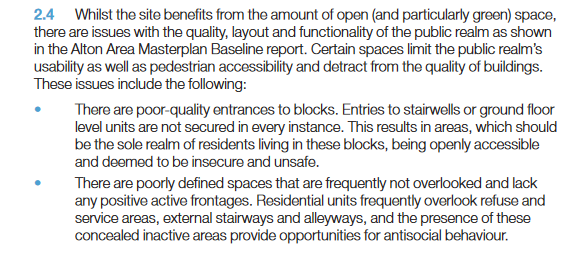 2.4 Whilst the site benefits from the amount of open (and particularly green) space,
there are issues with the quality, layout and functionality of the public realm as shown
in the Alton Area Masterplan Baseline report. Certain spaces limit the public realm's
usability as well as pedestrian accessibility and detract from the quality of buildings.
These issues include the following:
• There are poor-quality entrances to blocks. Entries to stairwells or ground floor
level units are not secured in every instance. This results in areas, which should
be the sole realm of residents living in these blocks, being openly accessible
and deemed to be insecure and unsafe.
• There are poorly defined spaces that are frequently not overlooked and lack
any positive active frontages. Residential units frequently overlook refuse and
service areas, external stairways and alleyways, and the presence of these
concealed inactive areas provide opportunities for antisocial behaviour.